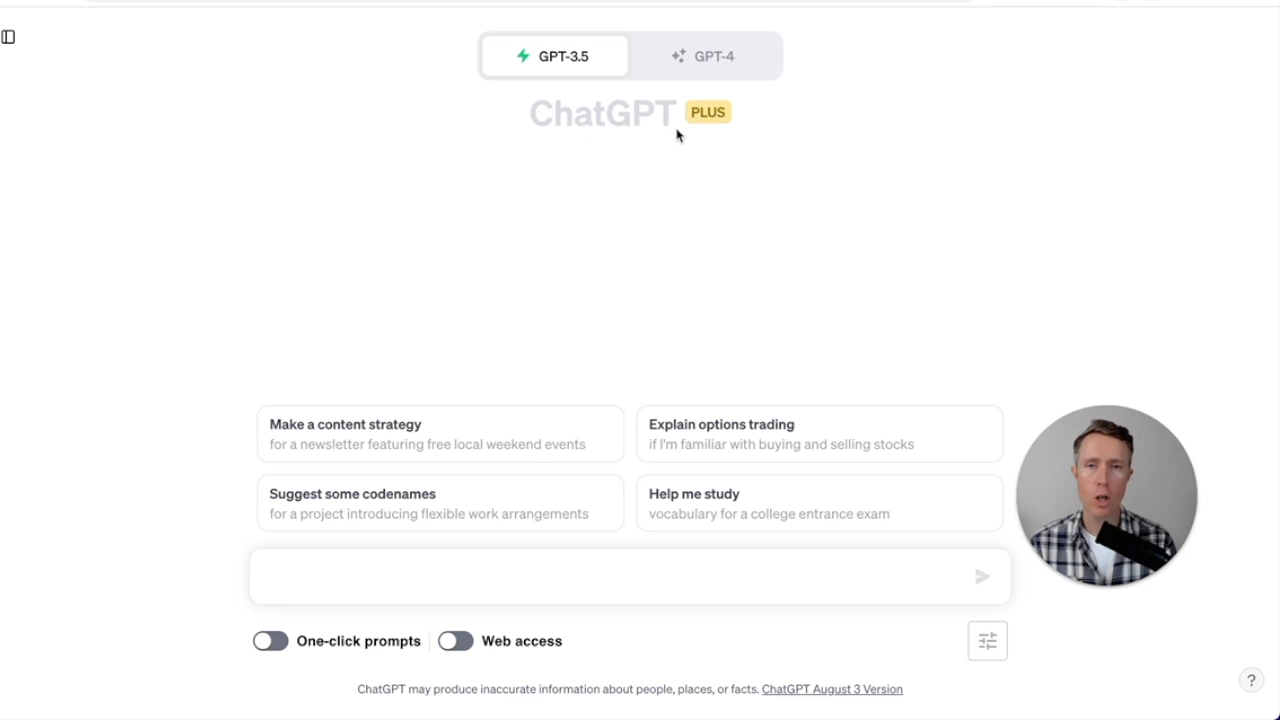 GPT-3.5
GPT-4
ChatGPT PLUS
Make a content strategy
for a newsletter featuring free local weekend events
Explain options trading
if I'm familiar with buying and selling stocks
Suggest some codenames
for a project introducing flexible work arrangements
Help me study
vocabulary for a college entrance exam
One-click prompts
Web access
ChatGPT may produce inaccurate information about people, places, or facts. ChatGPT August 3 Version
?